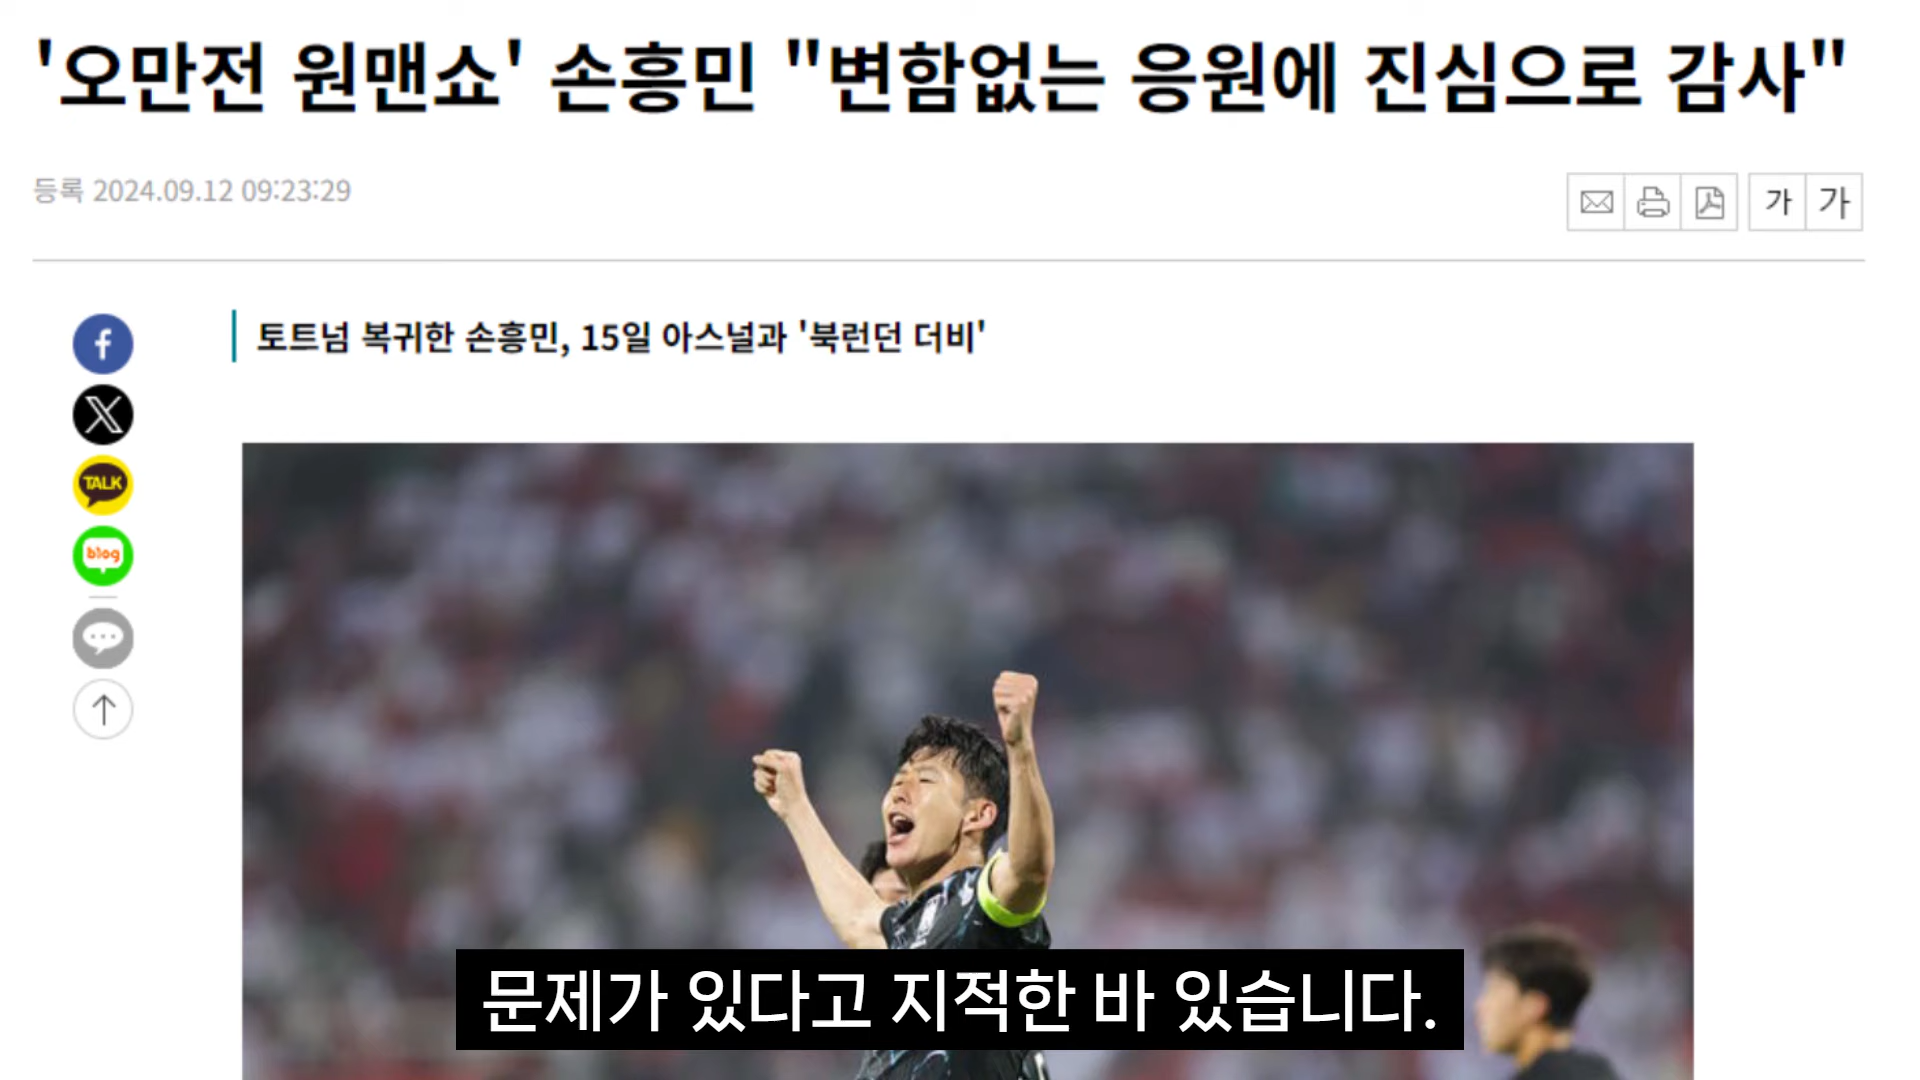 '오만전 원맨쇼' 손흥민 "변함없는 응원에 진심으로 감사"
등록 2024.09.12 09:23:29
가 가
토트넘 복귀한 손흥민, 15일 아스널과 '북런던 더비'
f
X
TALK
blog
문제가 있다고 지적한 바 있습니다.